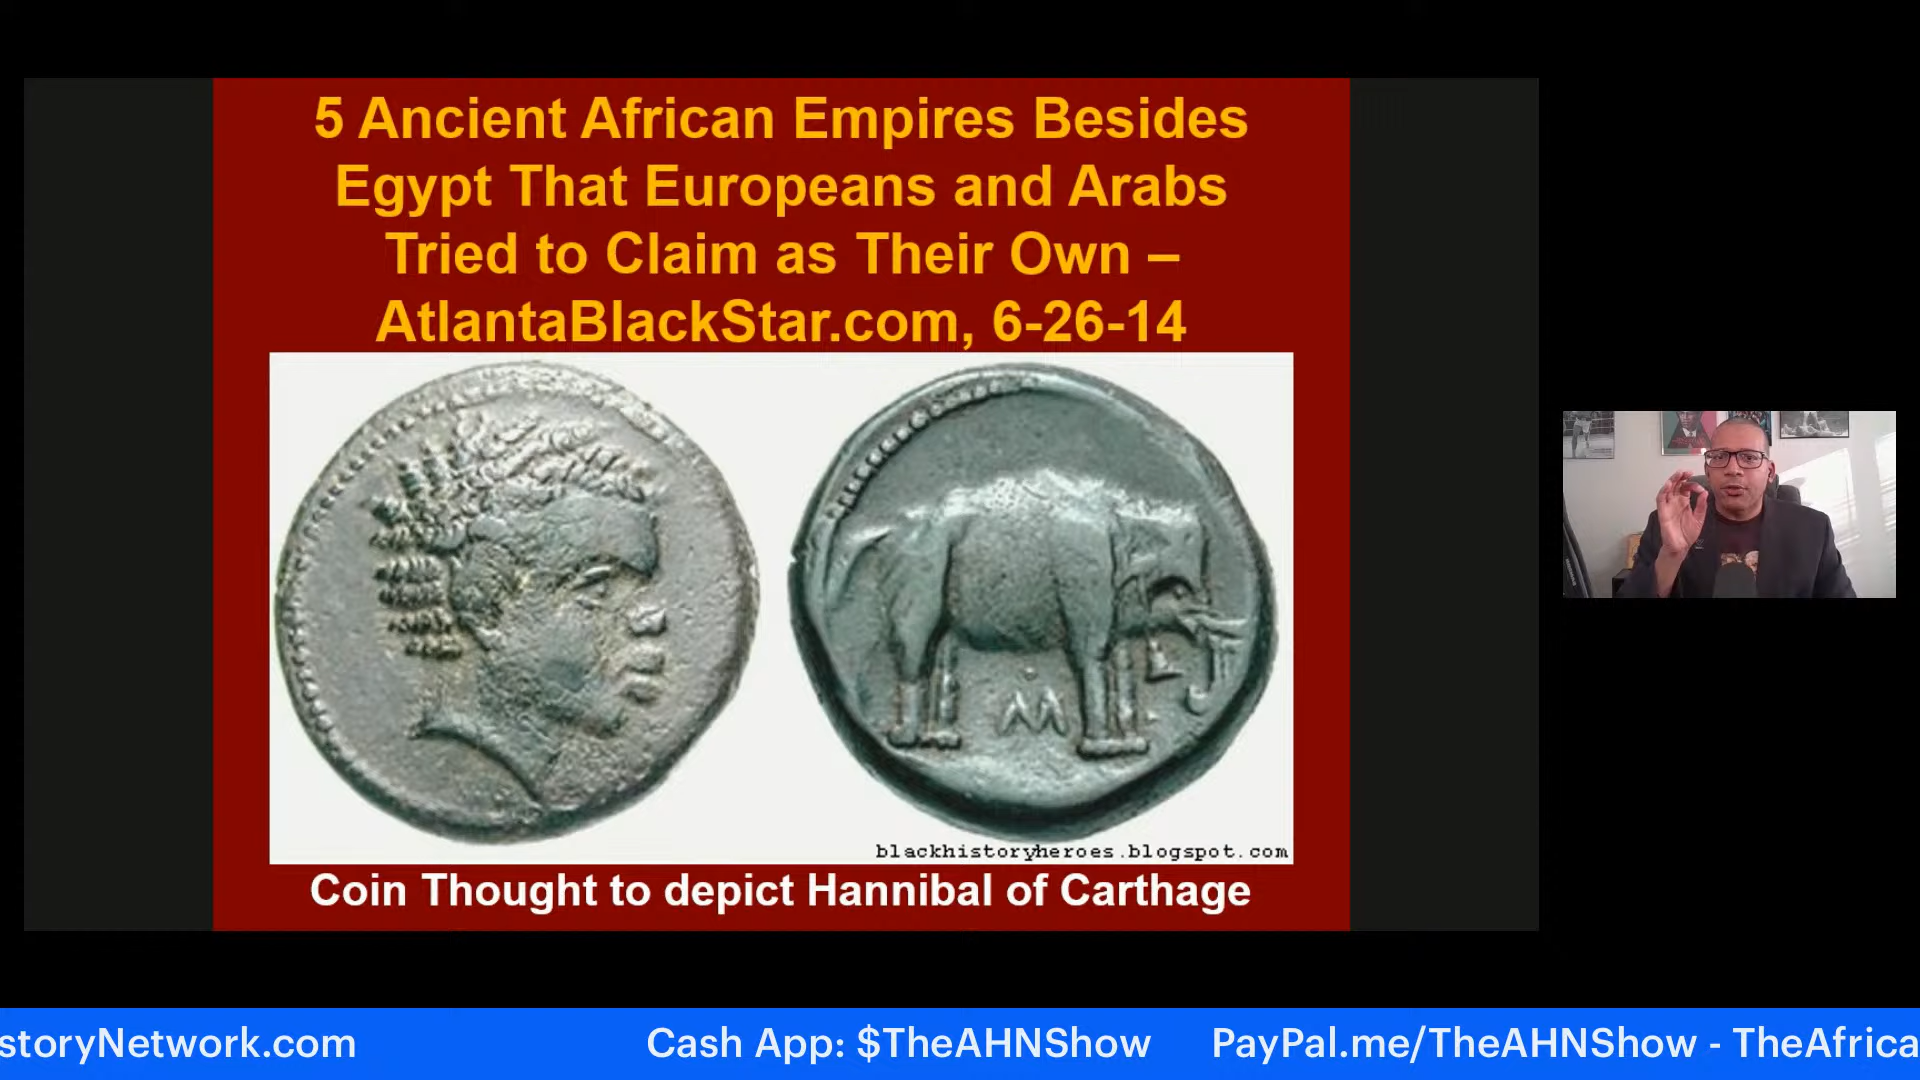 5 Ancient African Empires Besides
Egypt That Europeans and Arabs
Tried to Claim as Their Own –
AtlantaBlackStar.com, 6-26-14
blackhistoryheroes.blogspot.com
Coin Thought to depict Hannibal of Carthage
storyNetwork.com Cash App: $TheAHNShow PayPal.me/TheAHNShow - TheAfrica